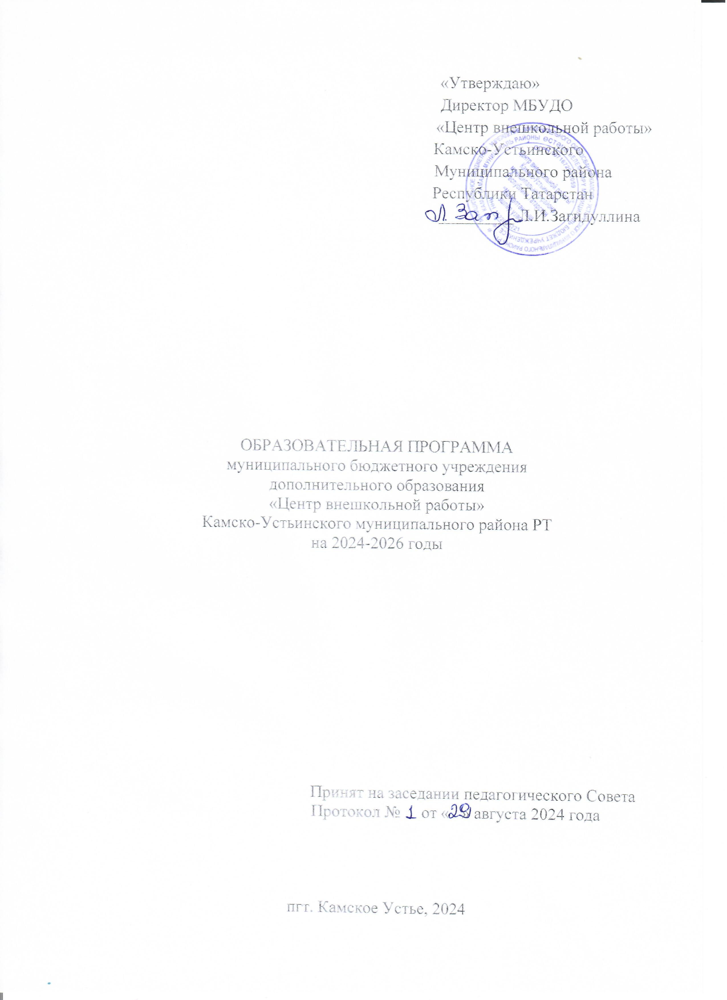 «Утверждаю»
Директор МБУДО
«Центр внешкольной работы»
Камско-Устьинского
Муниципального района
Республики Татарстан
Л.И.Загидуллина
ОБРАЗОВАТЕЛЬНАЯ ПРОГРАММА
муниципального бюджетного учреждения
дополнительного образования
«Центр внешкольной работы»
Камско-Устьинского муниципального района РТ
на 2024-2026 годы
Принят на заседании педагогического Совета
Протокол № 1 от «29» августа 2024 года
пгт. Камское Устье, 2024